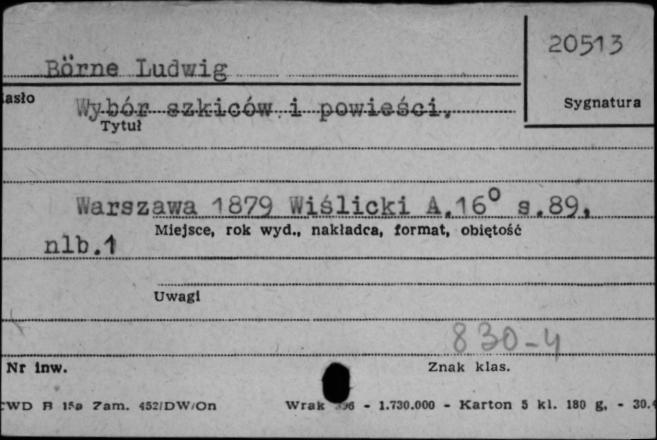 20513
Börne Ludwig
asło
Wybór szkiców i powieści.
Sygnatura
Tytuł
Warszawa 1879 Wiślicki A.16° s.89,
Miejsce, rok wyd., nakładca, format, objętość
nlb.1
Uwagi
830-4
Nr inw.
Znak klas.
CWD B 15a Zam. 452/DW/On Wrak 6 - 1.730.000 - Karton 5 kl. 180 g. - 30.